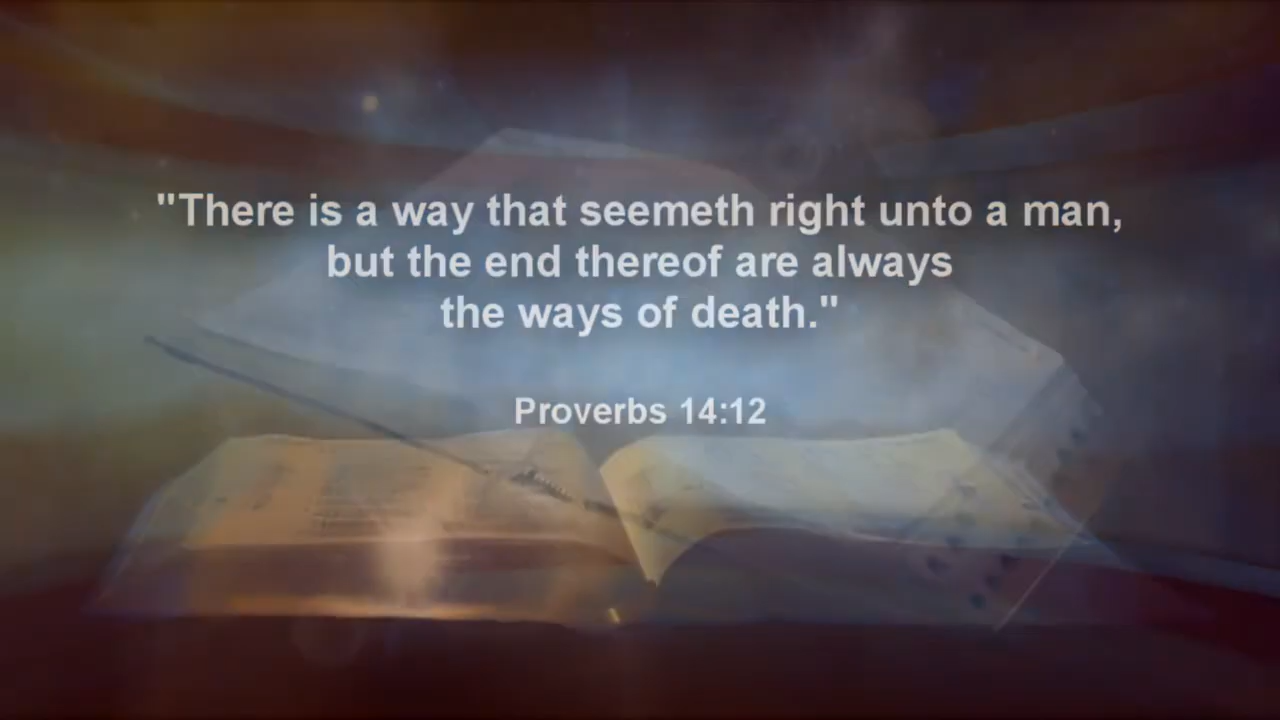 "There is a way that seemeth right unto a man,
but the end thereof are always
the ways of death."
Proverbs 14:12